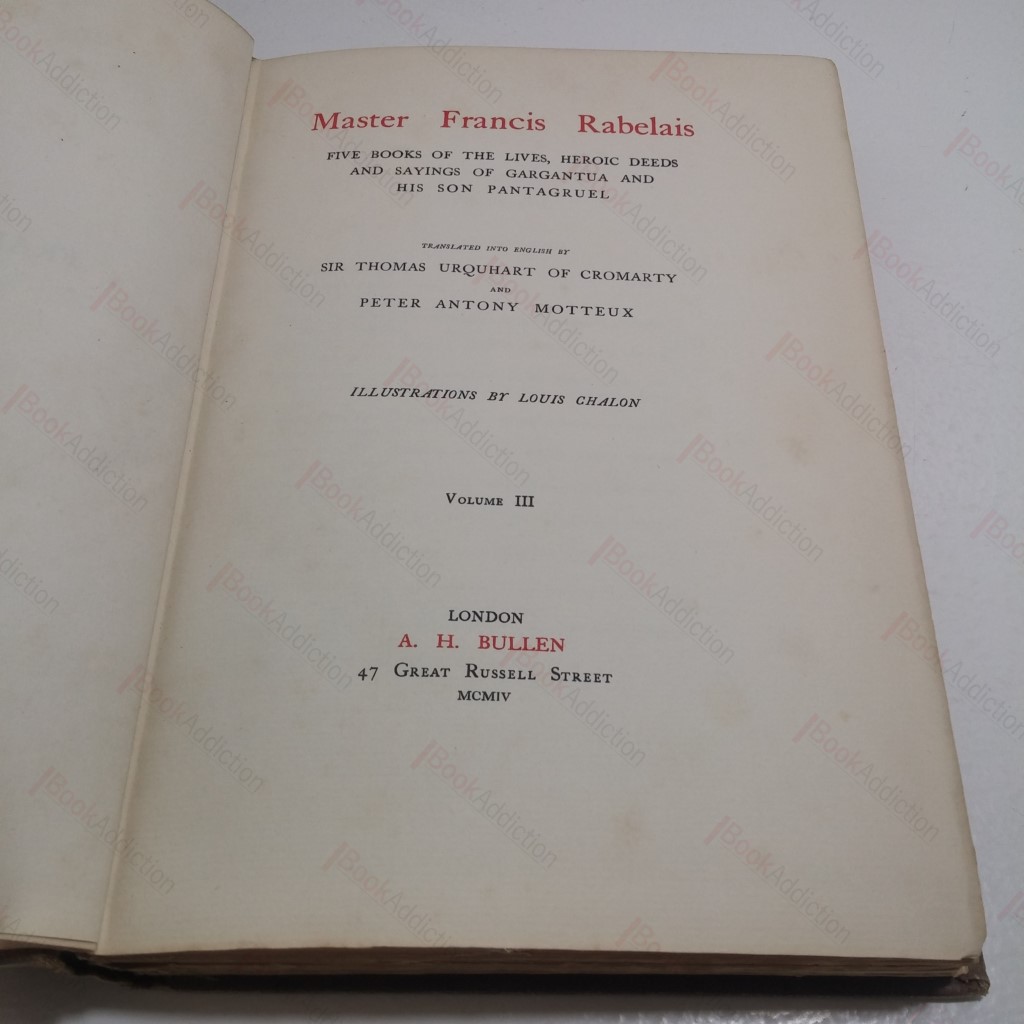 Master Francis Rabelais
FIVE BOOKS OF THE LIVES, HEROIC DEEDS
AND SAYINGS OF GARGANTUA AND
HIS SON PANTAGRUEL
TRANSLATED INTO ENGLISH BY
SIR THOMAS URQUHART OF CROMARTY
AND
PETER ANTONY MOTTEUX
ILLUSTRATIONS BY LOUIS CHALON
VOLUME III
LONDON
A. H. BULLEN
47 GREAT RUSSELL STREET
MCMIV
BookAddiction